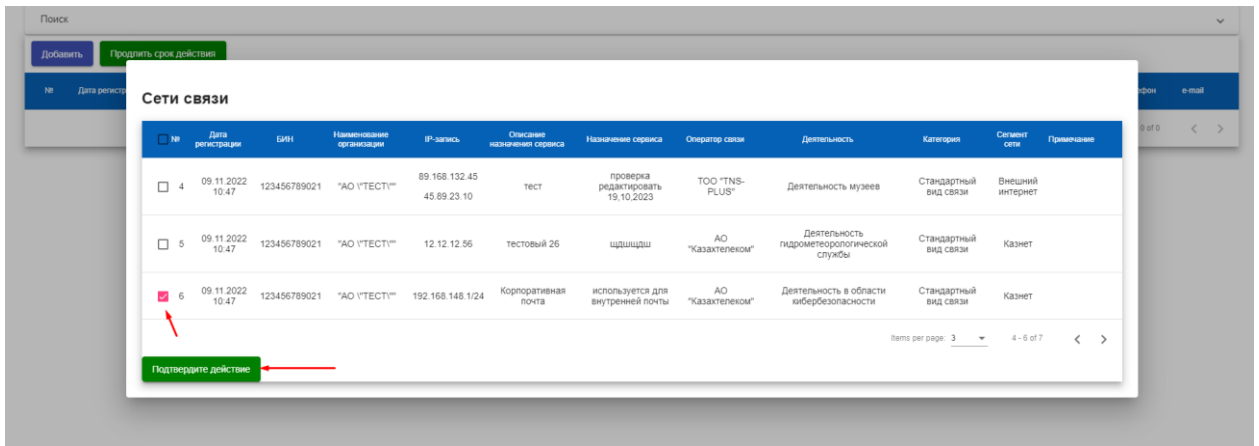 Поиск
Добавить
Продлить срок действия
№
Дата регистр
ефон
e-mail
0 of 0
Сети связи
№
Дата
регистрации
БИН
Наименование
организации
IP-запись
Описание
назначения сервиса
Назначение сервиса
Оператор связи
Деятельность
Категория
Сегмент
сети
Примечание
4
09.11.2022
10:47
123456789021
"АО \"ТЕСТ\""
89.168.132.45
45.89.23.10
тест
проверка
редактировать
19,10,2023
ТОО "TNS-
PLUS"
Деятельность музеев
Стандартный
вид связи
Внешний
интернет
5
09.11.2022
10:47
123456789021
"АО \"ТЕСТ\""
12.12.12.56
тестовый 26
щдшщдш
АО
"Казахтелеком"
Деятельность
гидрометеорологической
службы
Стандартный
вид связи
Казнет
6
09.11.2022
10:47
123456789021
"АО \"ТЕСТ\""
192.168.148.1/24
Корпоративная
почта
используется для
внутренней почты
АО
"Казахтелеком"
Деятельность в области
кибербезопасности
Стандартный
вид связи
Казнет
Items per page: 3
4 - 6 of 7
Подтвердите действие